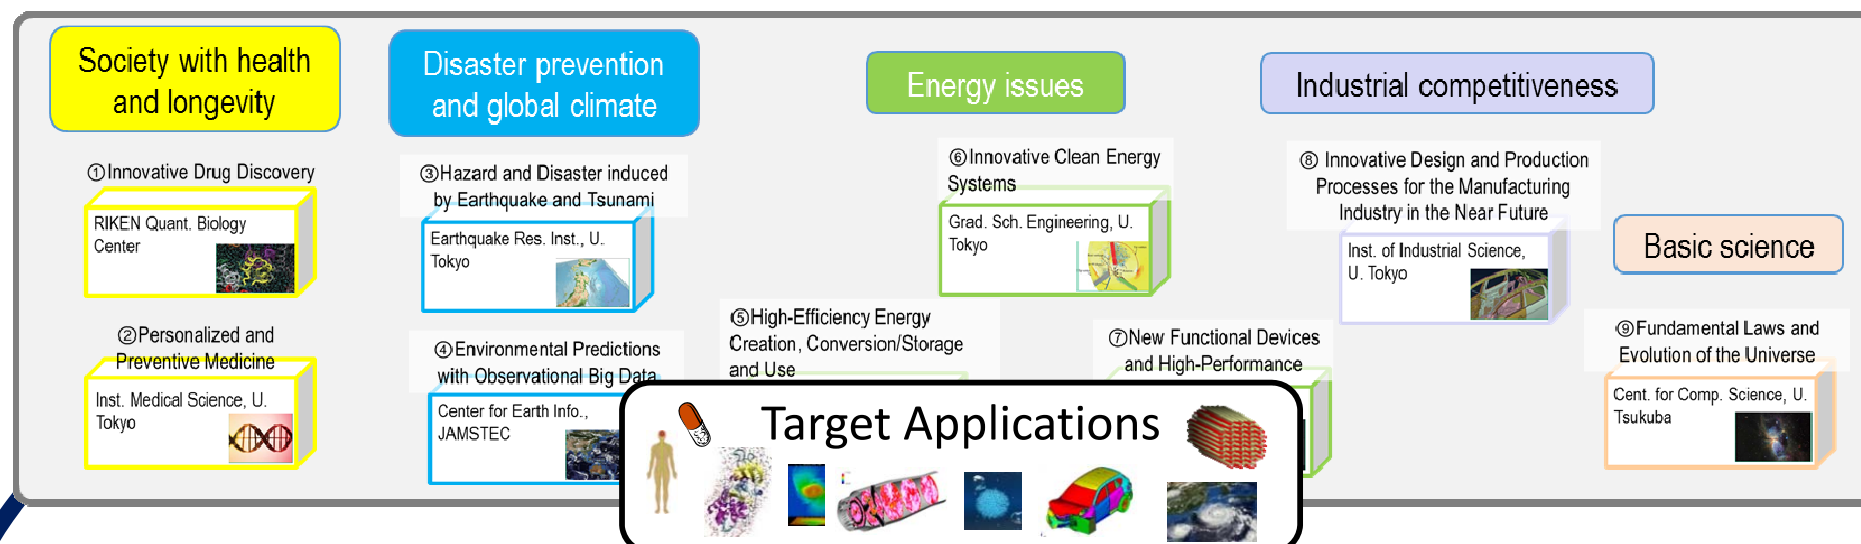 Society with health
and longevity
①Innovative Drug Discovery
RIKEN Quant. Biology
Center
②Personalized and
Preventive Medicine
Inst. Medical Science, U.
Tokyo
Disaster prevention
and global climate
③Hazard and Disaster induced
by Earthquake and Tsunami
Earthquake Res. Inst., U.
Tokyo
④Environmental Predictions
with Observational Big Data
Center for Earth Info.,
JAMSTEC
Energy issues
⑥Innovative Clean Energy
Systems
Grad. Sch. Engineering, U.
Tokyo
⑤High-Efficiency Energy
Creation, Conversion/Storage
and Use
⑦New Functional Devices
and High-Performance
Industrial competitiveness
⑧ Innovative Design and Production
Processes for the Manufacturing
Industry in the Near Future
Inst. of Industrial Science,
U. Tokyo
Basic science
⑨Fundamental Laws and
Evolution of the Universe
Cent. for Comp. Science, U.
Tsukuba
Target Applications